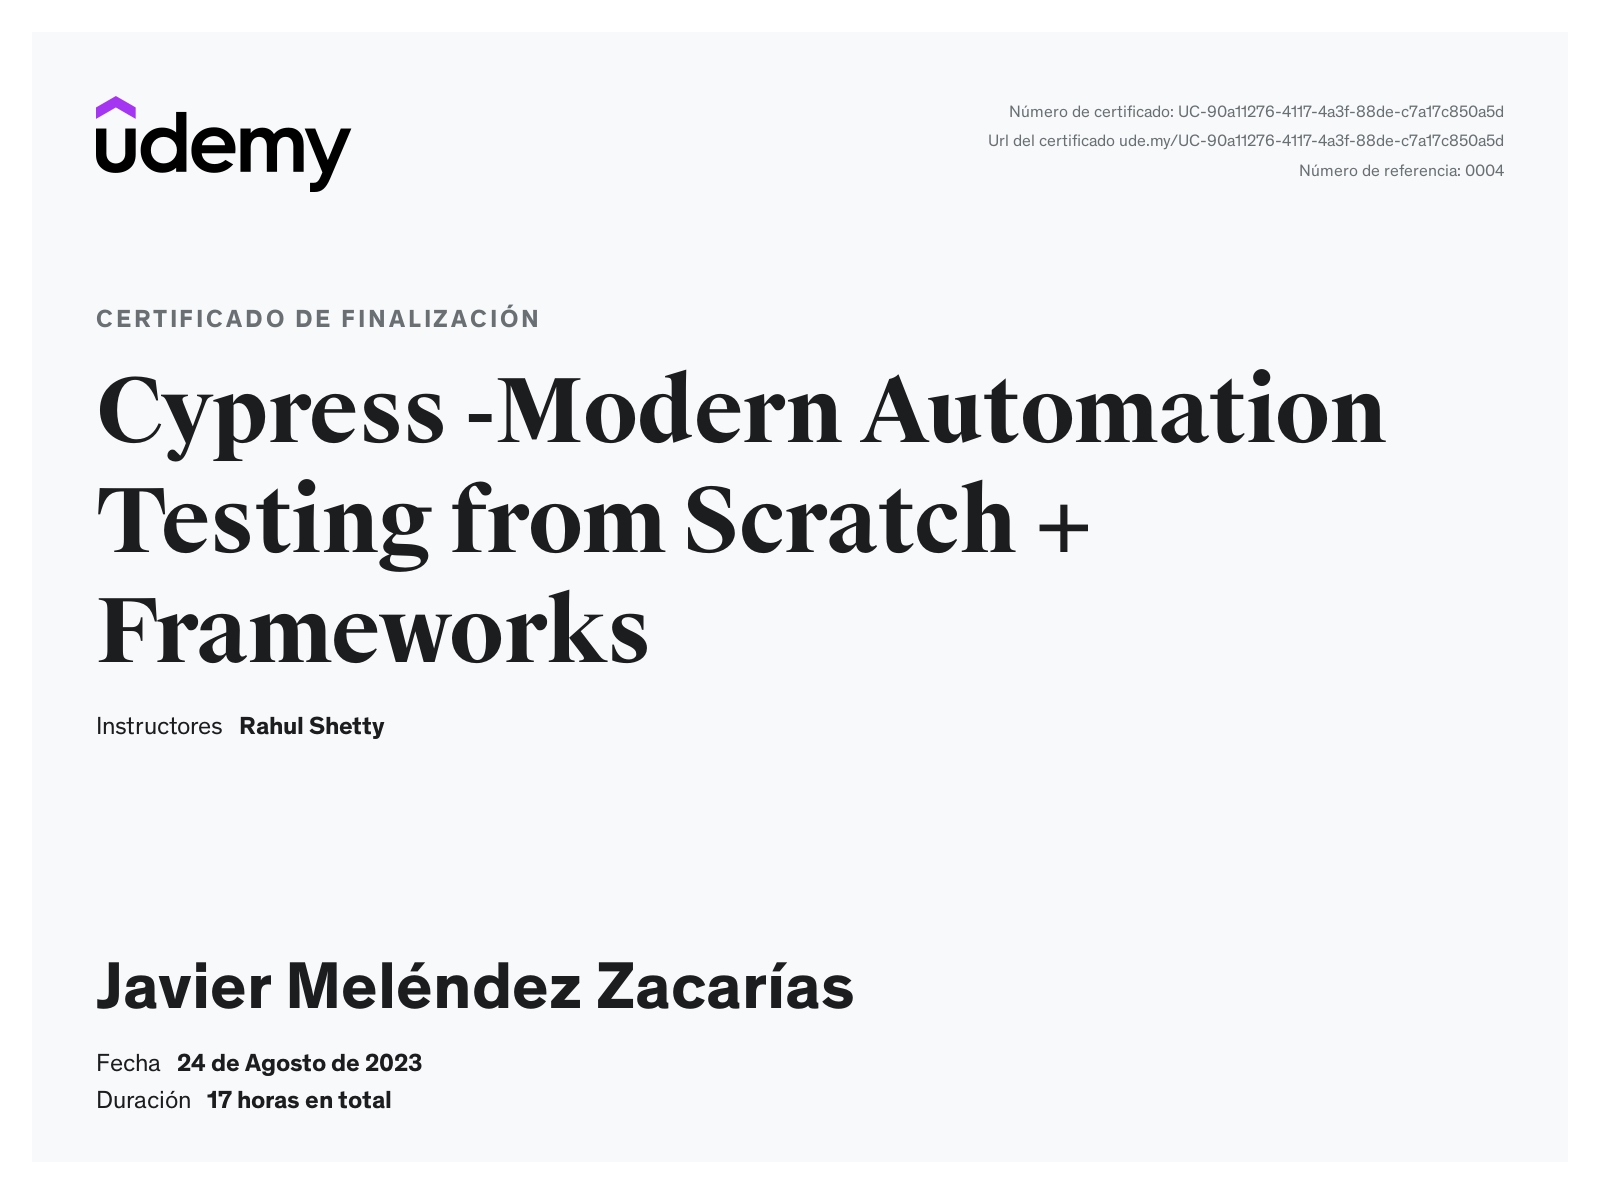 udemy
Número de certificado: UC-90a11276-4117-4a3f-88de-c7a17c850a5d
Url del certificado ude.my/UC-90a11276-4117-4a3f-88de-c7a17c850a5d
Número de referencia: 0004
CERTIFICADO DE FINALIZACIÓN
Cypress -Modern Automation
Testing from Scratch +
Frameworks
Instructores Rahul Shetty
Javier Meléndez Zacarías
Fecha 24 de Agosto de 2023
Duración 17 horas en total